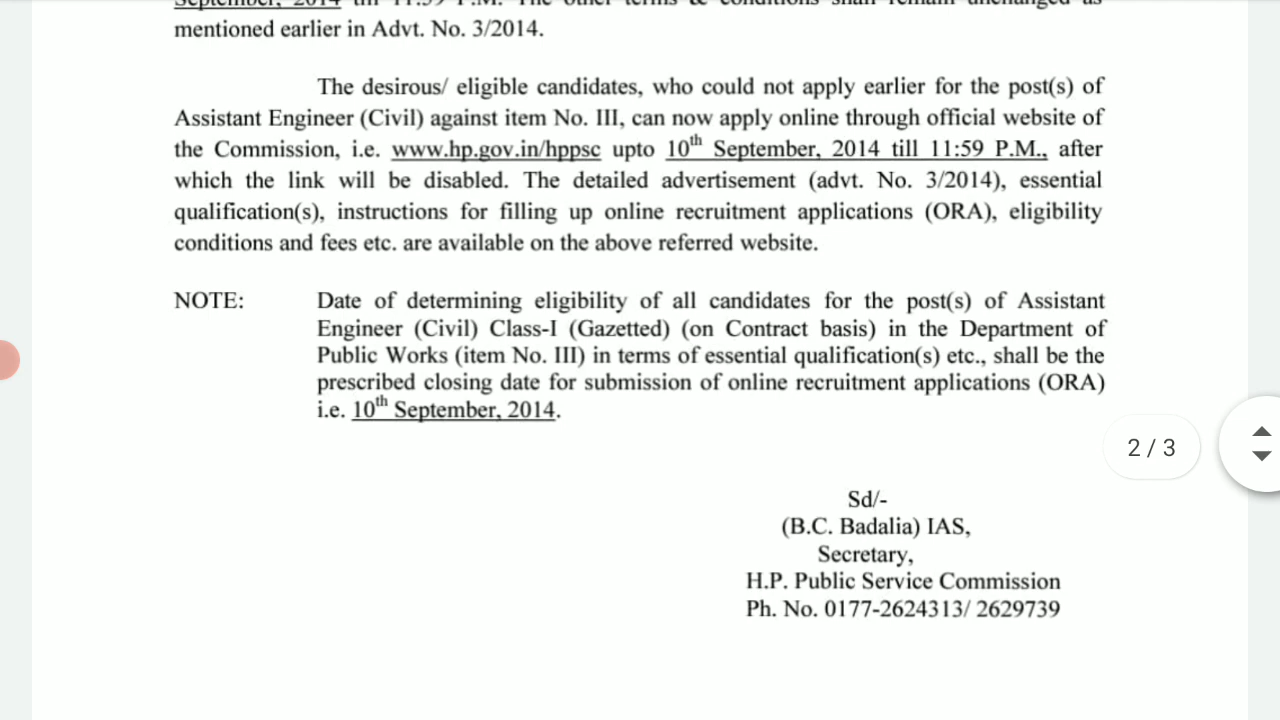 mentioned earlier in Advt. No. 3/2014.
The desirous/ eligible candidates, who could not apply earlier for the post(s) of
Assistant Engineer (Civil) against item No. III, can now apply online through official website of
the Commission, i.e. www.hp.gov.in/hppsc upto 10th September, 2014 till 11:59 P.M., after
which the link will be disabled. The detailed advertisement (advt. No. 3/2014), essential
qualification(s), instructions for filling up online recruitment applications (ORA), eligibility
conditions and fees etc. are available on the above referred website.
NOTE: Date of determining eligibility of all candidates for the post(s) of Assistant
Engineer (Civil) Class-I (Gazetted) (on Contract basis) in the Department of
Public Works (item No. III) in terms of essential qualification(s) etc., shall be the
prescribed closing date for submission of online recruitment applications (ORA)
i.e. 10th September, 2014.
2 / 3
Sd/-
(B.C. Badalia) IAS,
Secretary,
H.P. Public Service Commission
Ph. No. 0177-2624313/ 2629739